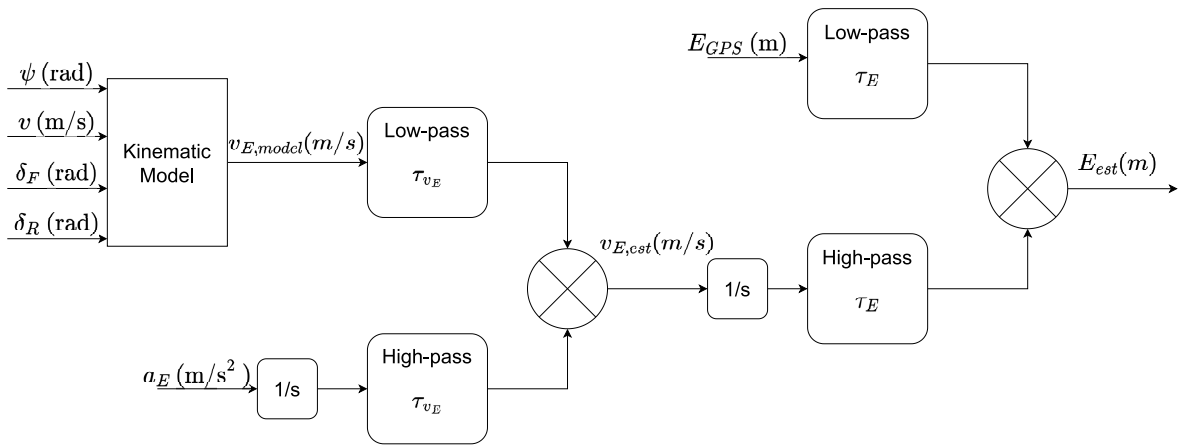 ψ (rad)
v (m/s)
δ_F (rad)
δ_R (rad)
Kinematic
Model
v_{E,model}(m/s)
Low-pass
τ_{v_E}
a_E (m/s²)
1/s
High-pass
τ_{v_E}
v_{E,est}(m/s)
1/s
High-pass
τ_E
E_{GPS} (m)
Low-pass
τ_E
E_{est}(m)